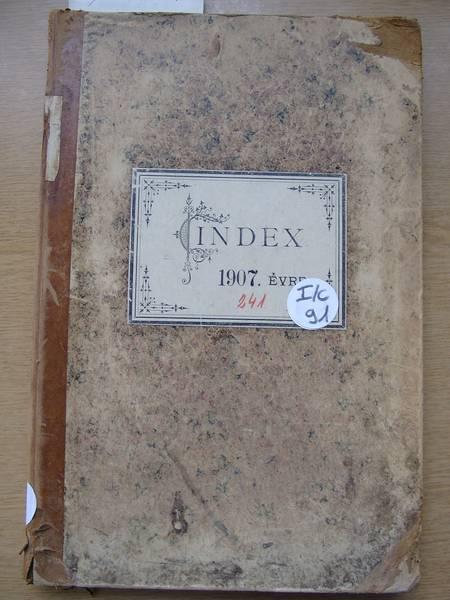 INDEX
1907. ÉVRE
241
I/c
91